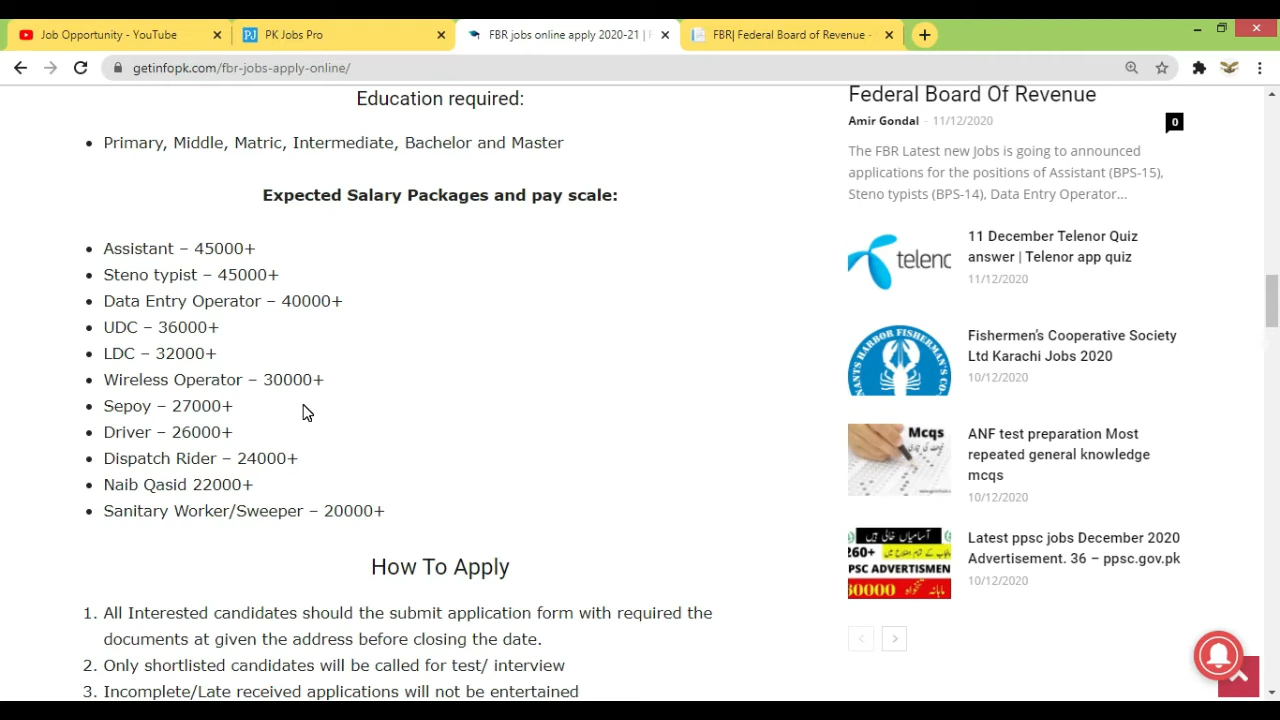 Job Opportunity - YouTube
PJ
PK Jobs Pro
FBR jobs online apply 2020-21 |
FBR| Federal Board of Revenue -
getinfopk.com/fbr-jobs-apply-online/
Education required:
Primary, Middle, Matric, Intermediate, Bachelor and Master
Expected Salary Packages and pay scale:
Assistant – 45000+
Steno typist – 45000+
Data Entry Operator – 40000+
UDC – 36000+
LDC – 32000+
Wireless Operator – 30000+
Sepoy – 27000+
Driver – 26000+
Dispatch Rider – 24000+
Naib Qasid 22000+
Sanitary Worker/Sweeper – 20000+
How To Apply
1. All Interested candidates should the submit application form with required the
documents at given the address before closing the date.
2. Only shortlisted candidates will be called for test/ interview
3. Incomplete/Late received applications will not be entertained
Federal Board Of Revenue
Amir Gondal - 11/12/2020
0
The FBR Latest new Jobs is going to announced
applications for the positions of Assistant (BPS-15),
Steno typists (BPS-14), Data Entry Operator...
telenc
11 December Telenor Quiz
answer | Telenor app quiz
11/12/2020
Fishermen's Cooperative Society
Ltd Karachi Jobs 2020
10/12/2020
Mcqs
ANF test preparation Most
repeated general knowledge
mcqs
10/12/2020
آسامیاں خالی ہیں
260+
PSC ADVERTISMEN
30000
Latest ppsc jobs December 2020
Advertisement. 36 – ppsc.gov.pk
10/12/2020